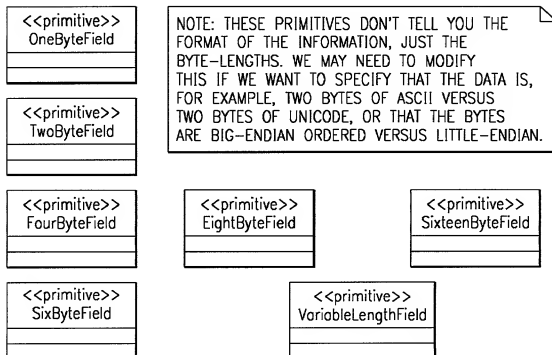 <<primitive>>
OneByteField
NOTE: THESE PRIMITIVES DON'T TELL YOU THE
FORMAT OF THE INFORMATION, JUST THE
BYTE-LENGTHS. WE MAY NEED TO MODIFY
THIS IF WE WANT TO SPECIFY THAT THE DATA IS,
FOR EXAMPLE, TWO BYTES OF ASCII VERSUS
TWO BYTES OF UNICODE, OR THAT THE BYTES
ARE BIG-ENDIAN ORDERED VERSUS LITTLE-ENDIAN.
<<primitive>>
TwoByteField
<<primitive>>
FourByteField
<<primitive>>
EightByteField
<<primitive>>
SixteenByteField
<<primitive>>
SixByteField
<<primitive>>
VariableLengthField